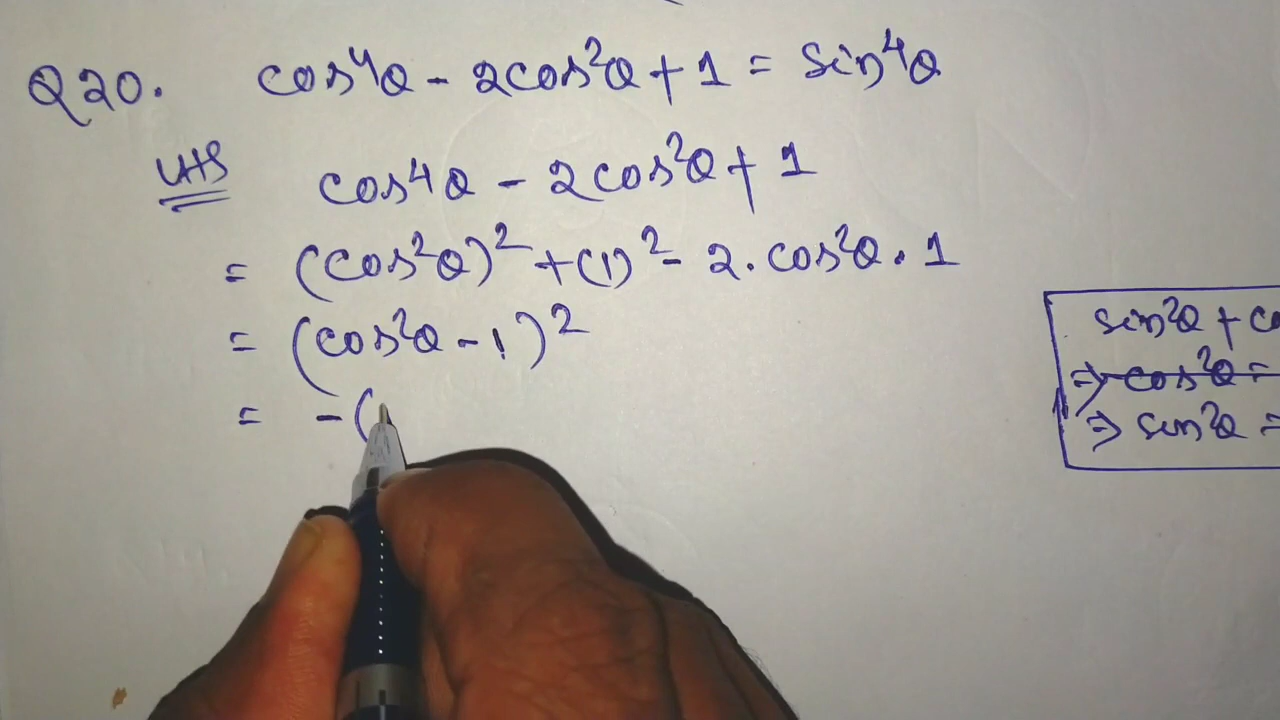 Q20. cos⁴θ - 2cos²θ + 1 = sin⁴θ
LHS cos⁴θ - 2cos²θ + 1
= (cos²θ)² + (1)² - 2.cos²θ.1
= (cos²θ - 1)²
= -(
sin²θ + co
⇒ cos²θ =
⇒ sin²θ =